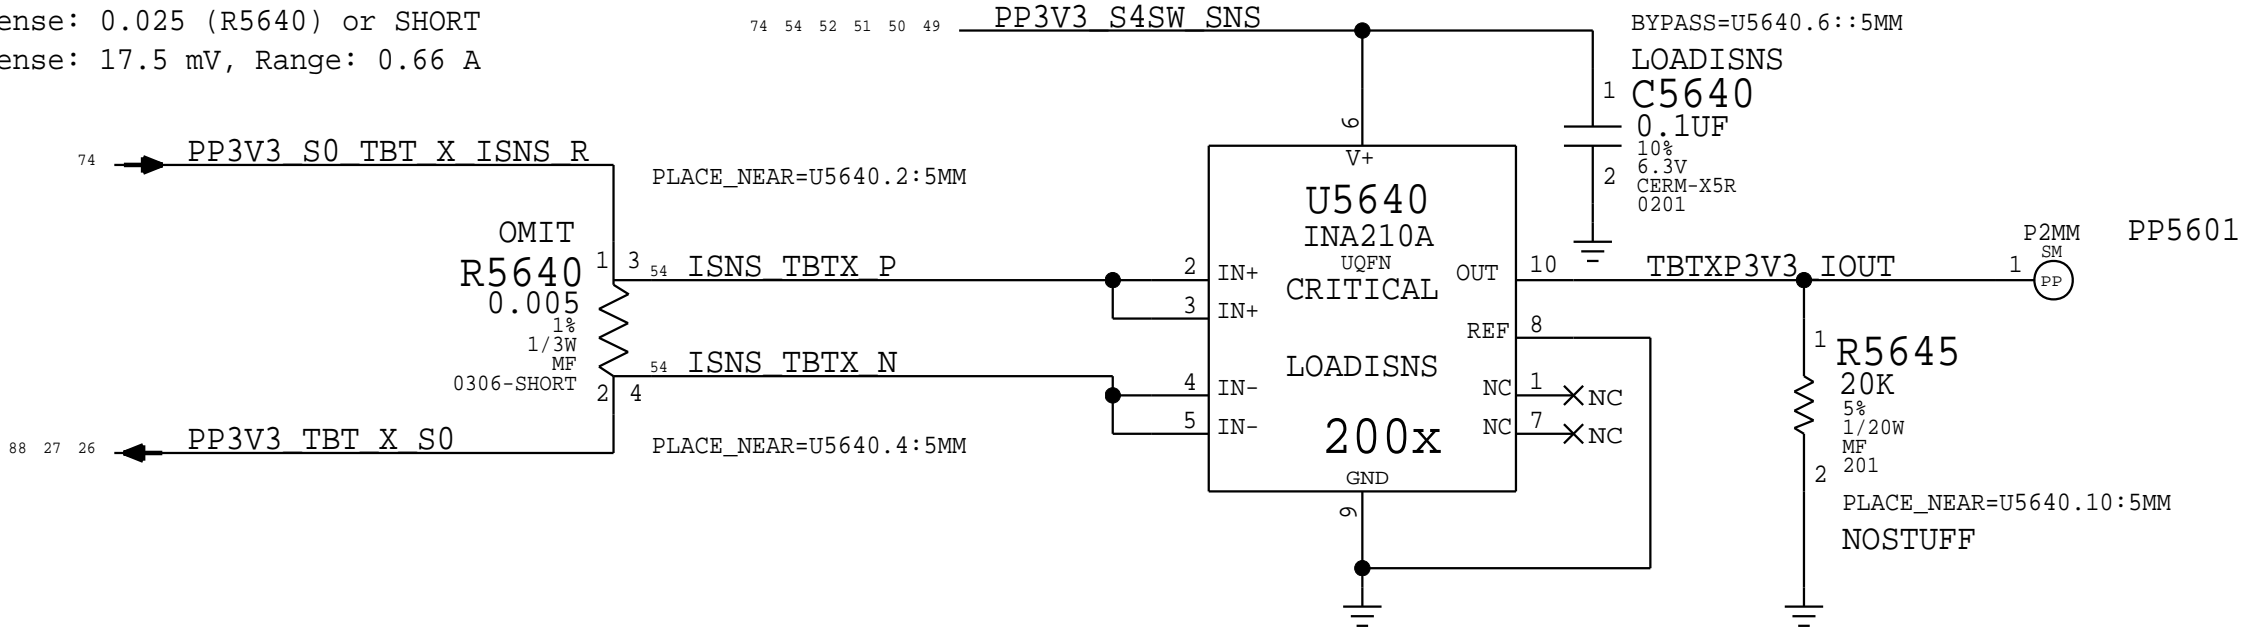 ense: 0.025 (R5640) or SHORT
ense: 17.5 mV, Range: 0.66 A
74 54 52 51 50 49 PP3V3_S4SW_SNS
BYPASS=U5640.6::5MM
LOADISNS
1 C5640
0.1UF
10%
6.3V
2
CERM-X5R
0201
74 PP3V3_S0_TBT_X_ISNS_R
PLACE_NEAR=U5640.2:5MM
OMIT
R5640
0.005
1%
1/3W
MF
0306-SHORT
1 3
2 4
54 ISNS_TBTX_P
54 ISNS_TBTX_N
88 27 26 PP3V3_TBT_X_S0
PLACE_NEAR=U5640.4:5MM
6
V+
U5640
INA210A
UQFN
CRITICAL
LOADISNS
200x
2 IN+
3 IN+
4 IN-
5 IN-
OUT 10
REF 8
NC 1 NC
NC 7 NC
GND
9
TBTXP3V3_IOUT
1
P2MM
SM
PP
PP5601
1
R5645
20K
5%
1/20W
MF
201
2
PLACE_NEAR=U5640.10:5MM
NOSTUFF